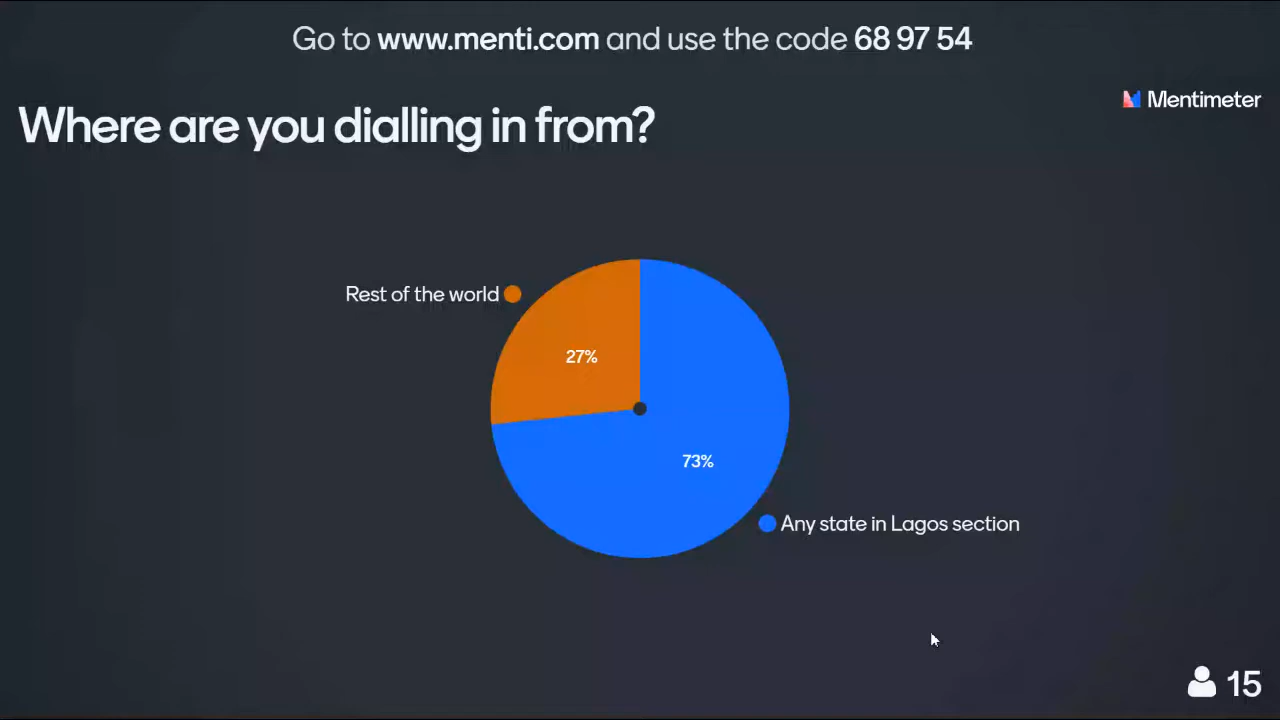 Go to www.menti.com and use the code 68 97 54
Mentimeter
Where are you dialling in from?
Rest of the world
27%
73%
Any state in Lagos section
15